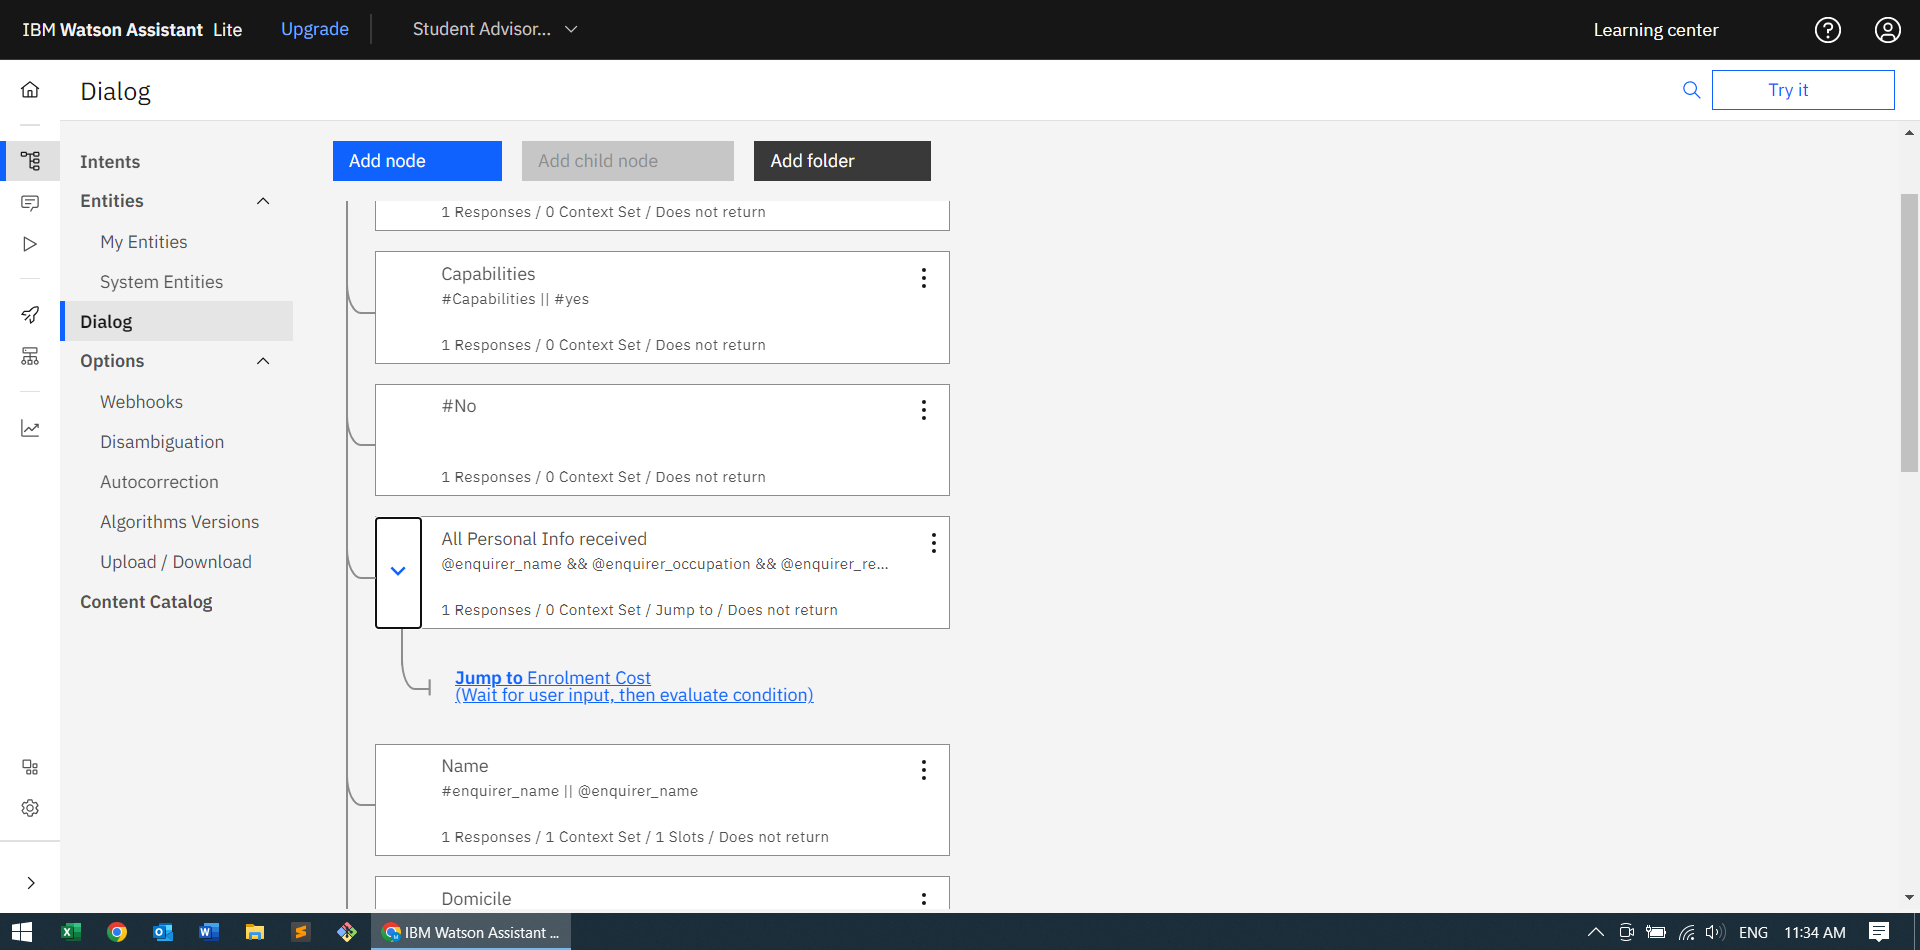 IBM Watson Assistant Lite
Upgrade
Student Advisor...
Learning center
Dialog
Try it
Intents
Entities
My Entities
System Entities
Dialog
Options
Webhooks
Disambiguation
Autocorrection
Algorithms Versions
Upload / Download
Content Catalog
Add node
Add child node
Add folder
1 Responses / 0 Context Set / Does not return
Capabilities
#Capabilities || #yes
1 Responses / 0 Context Set / Does not return
#No
1 Responses / 0 Context Set / Does not return
All Personal Info received
@enquirer_name && @enquirer_occupation && @enquirer_re...
1 Responses / 0 Context Set / Jump to / Does not return
Jump to Enrolment Cost
(Wait for user input, then evaluate condition)
Name
#enquirer_name || @enquirer_name
1 Responses / 1 Context Set / 1 Slots / Does not return
Domicile
IBM Watson Assistant ...
ENG
11:34 AM